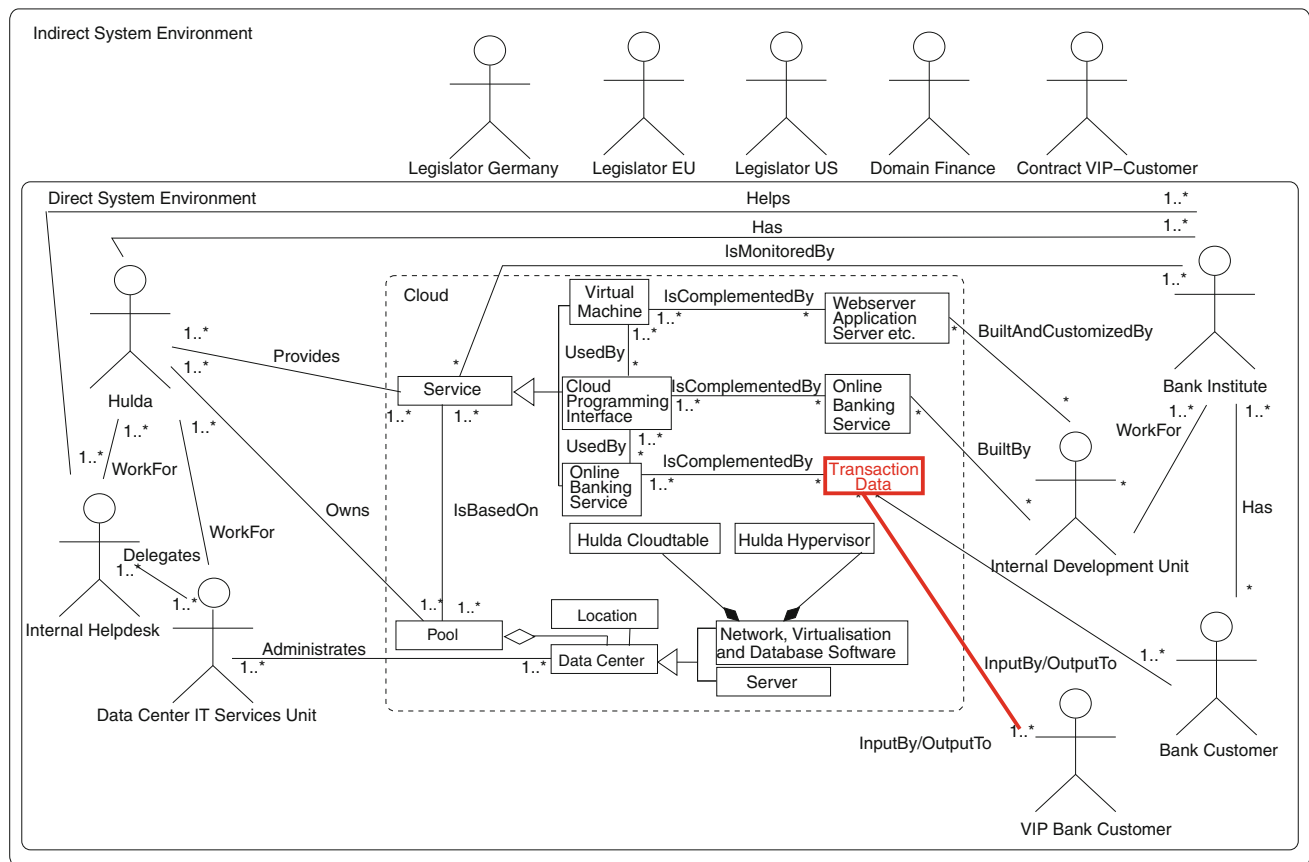 Indirect System Environment
Legislator Germany
Legislator EU
Legislator US
Domain Finance
Contract VIP−Customer
Direct System Environment
Helps
1..*
Has
1..*
IsMonitoredBy
1..*
Cloud
Virtual
Machine
IsComplementedBy
1..*
*
Webserver
Application
Server etc.
*
BuiltAndCustomizedBy
*
1..*
Provides
1..*
*
Service
1..*
1..*
UsedBy
*
Cloud
Programming
Interface
IsComplementedBy
1..*
*
Online
Banking
Service
*
BuiltBy
*
Hulda
Bank Institute
1..*
1..*
1..*
1..*
WorkFor
1..*
WorkFor
*
UsedBy
1..*
*
Online
Banking
Service
IsComplementedBy
1..*
*
Transaction
Data
*
*
Owns
IsBasedOn
WorkFor
Has
*
Hulda Cloudtable
Hulda Hypervisor
Internal Development Unit
Delegates
1..*
1..*
Internal Helpdesk
1..*
1..*
Pool
Location
Network, Virtualisation
and Database Software
Administrates
1..*
1..*
Data Center
Server
InputBy/OutputTo
1..*
Data Center IT Services Unit
InputBy/OutputTo
1..*
Bank Customer
VIP Bank Customer